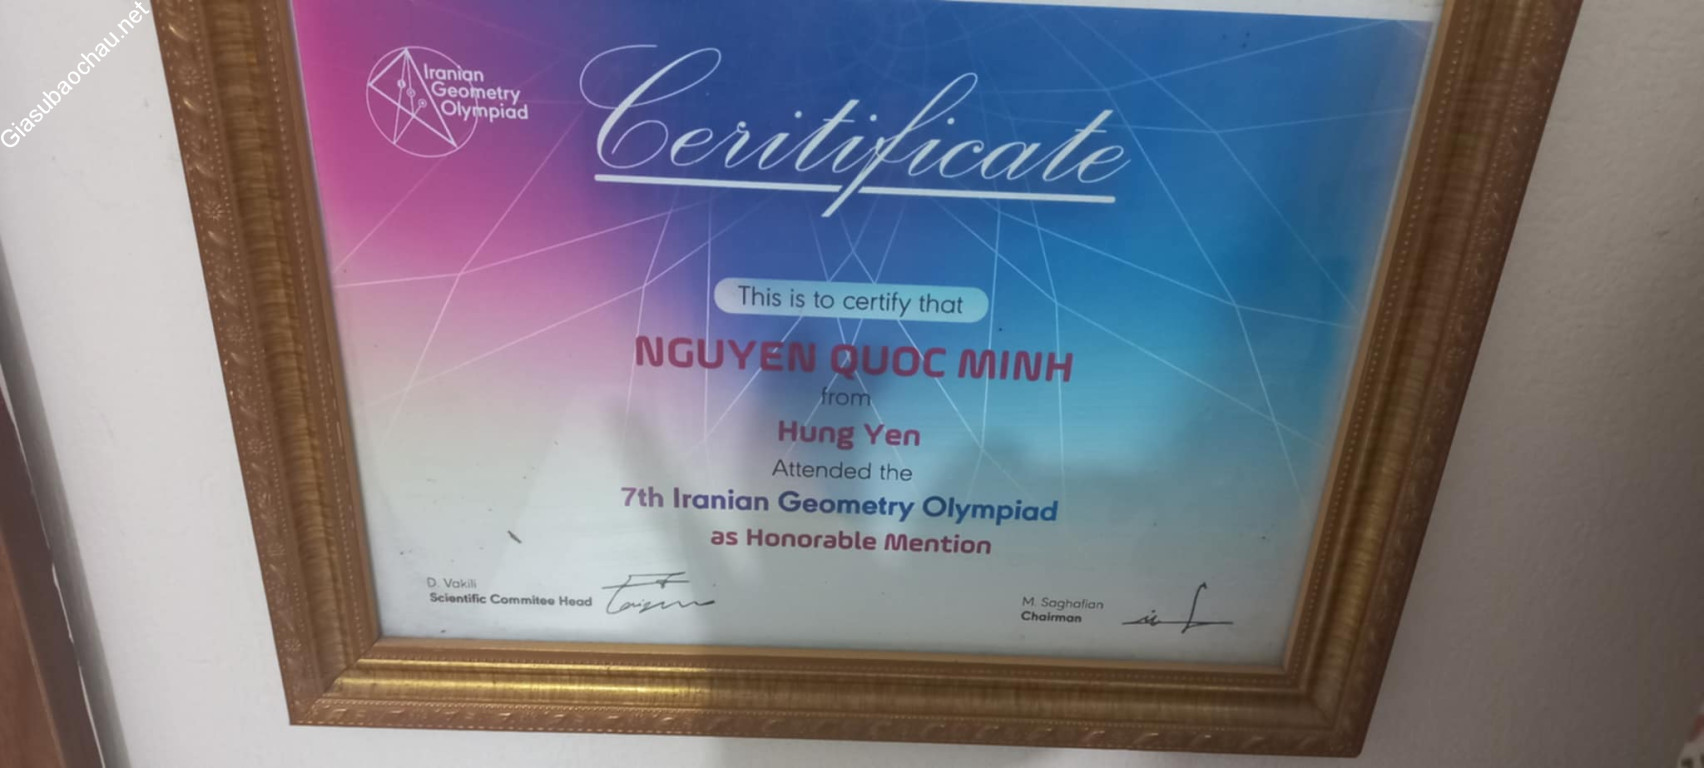 Giasubaochau.net
Iranian
Geometry
Olympiad
Ceritificate
This is to certify that
NGUYEN QUOC MINH
from
Hung Yen
Attended the
7th Iranian Geometry Olympiad
as Honorable Mention
D. Vakili
Scientific Commitee Head
M. Saghafian
Chairman